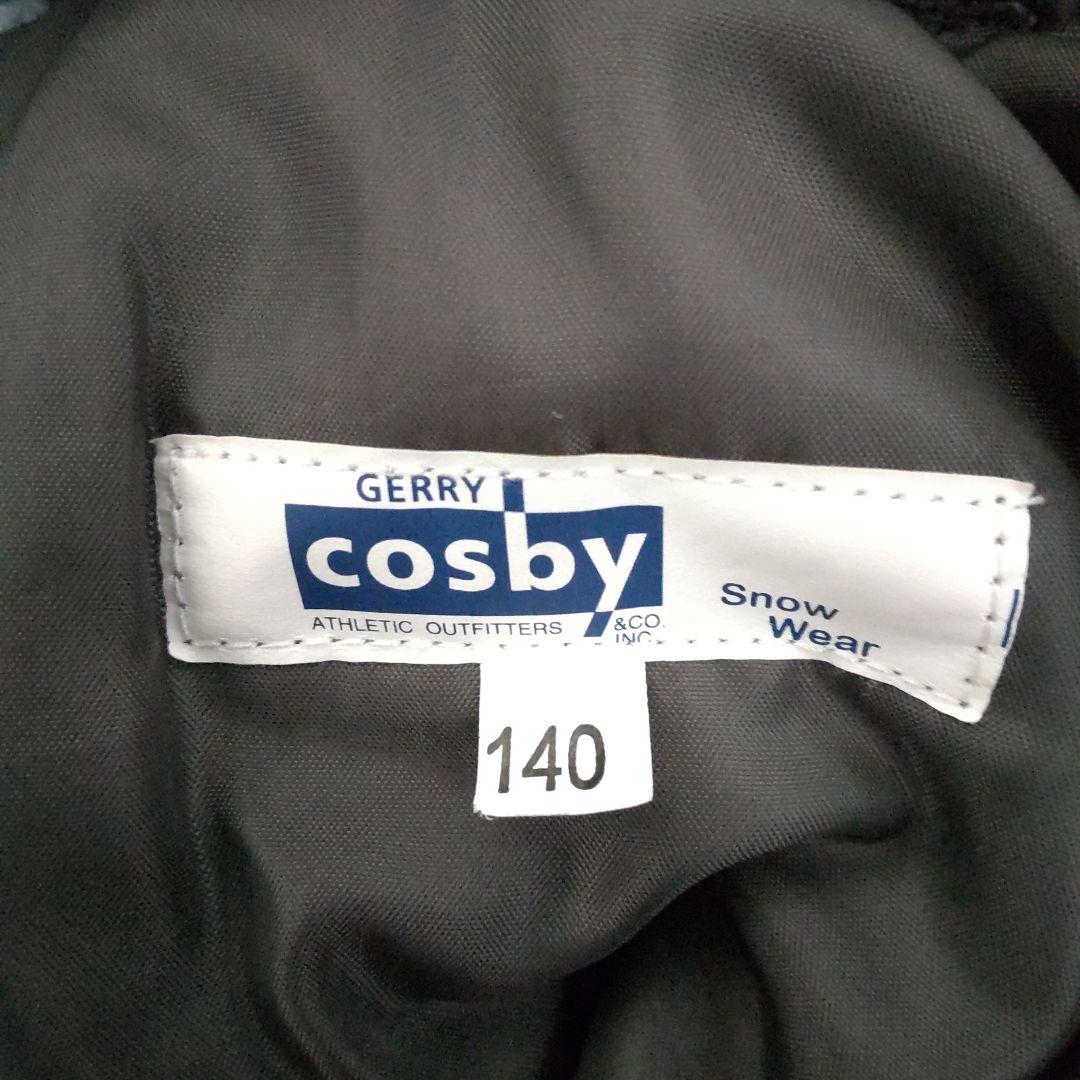 GERRY
cosby
ATHLETIC OUTFITTERS &CO.
INC.
Snow
Wear
140